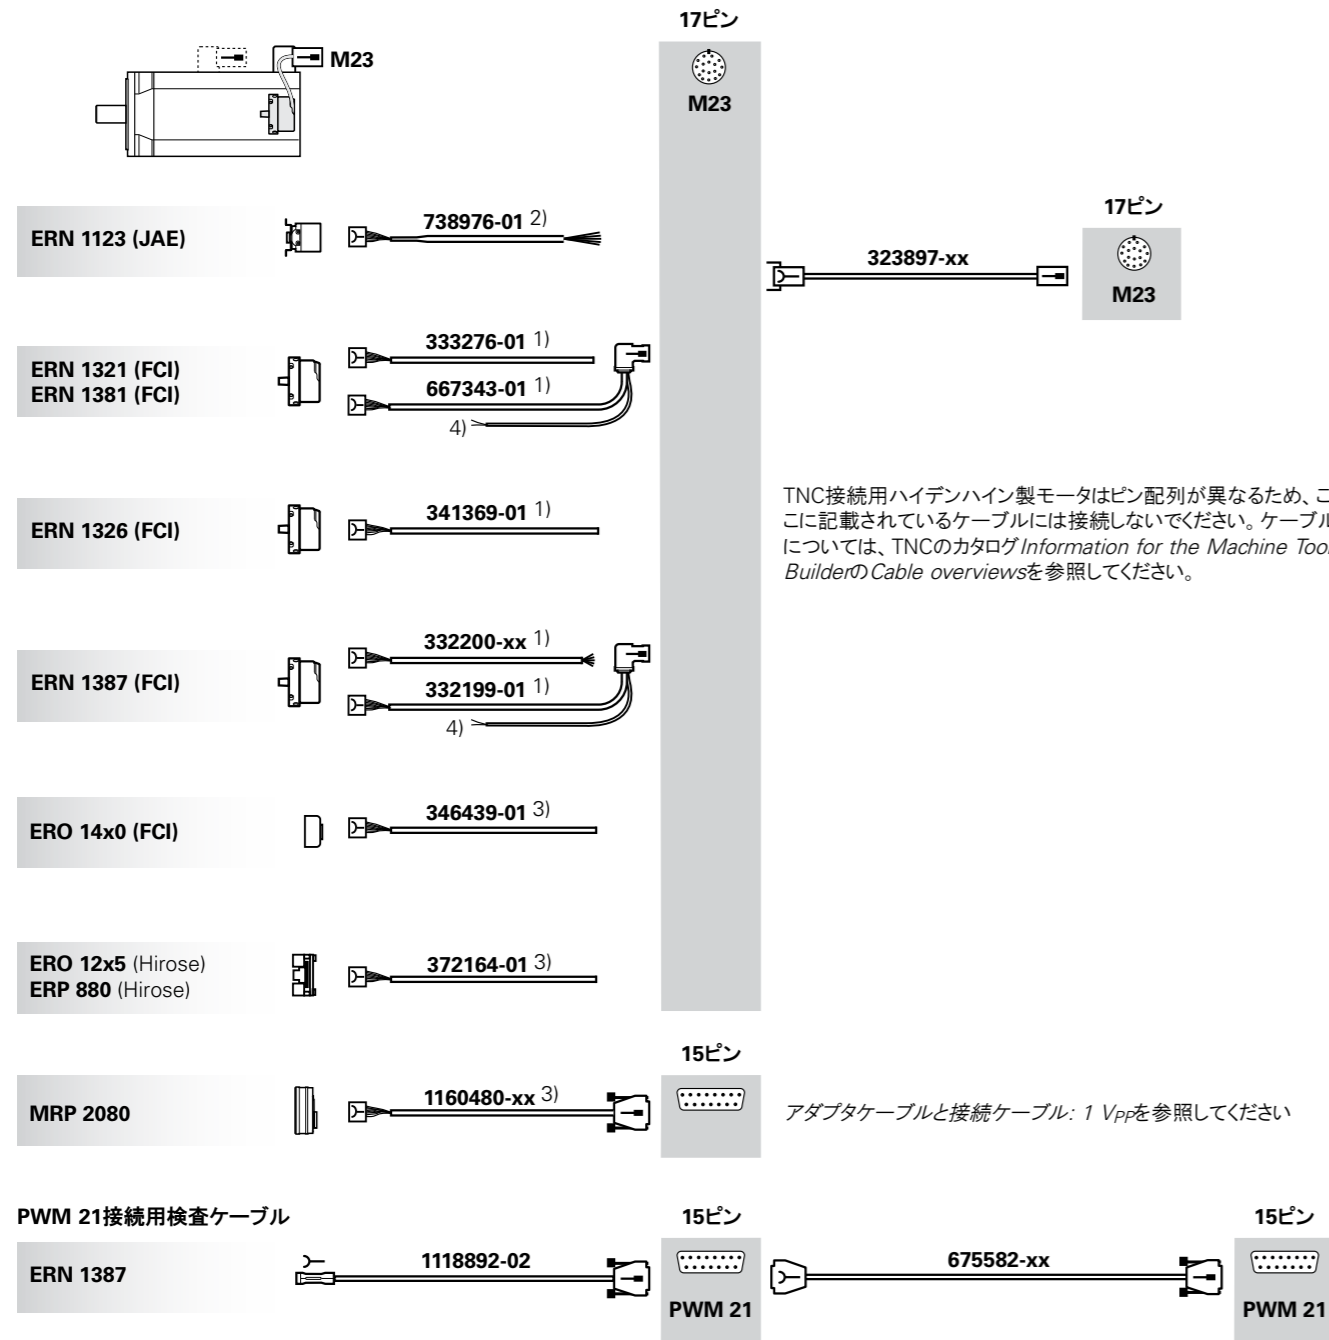 17ピン
M23
M23
ERN 1123 (JAE)
738976-01 2)
323897-xx
17ピン
M23
ERN 1321 (FCI)
ERN 1381 (FCI)
333276-01 1)
667343-01 1)
4)
ERN 1326 (FCI)
341369-01 1)
TNC接続用ハイデンハイン製モータはピン配列が異なるため、こ
こに記載されているケーブルには接続しないでください。ケーブル
については、TNCのカタログInformation for the Machine Tool
BuilderのCable overviewsを参照してください。
ERN 1387 (FCI)
332200-xx 1)
332199-01 1)
4)
ERO 14x0 (FCI)
346439-01 3)
ERO 12x5 (Hirose)
ERP 880 (Hirose)
372164-01 3)
15ピン
MRP 2080
1160480-xx 3)
アダプタケーブルと接続ケーブル: 1 VPPを参照してください
PWM 21接続用検査ケーブル
15ピン
15ピン
ERN 1387
1118892-02
675582-xx
PWM 21
PWM 21